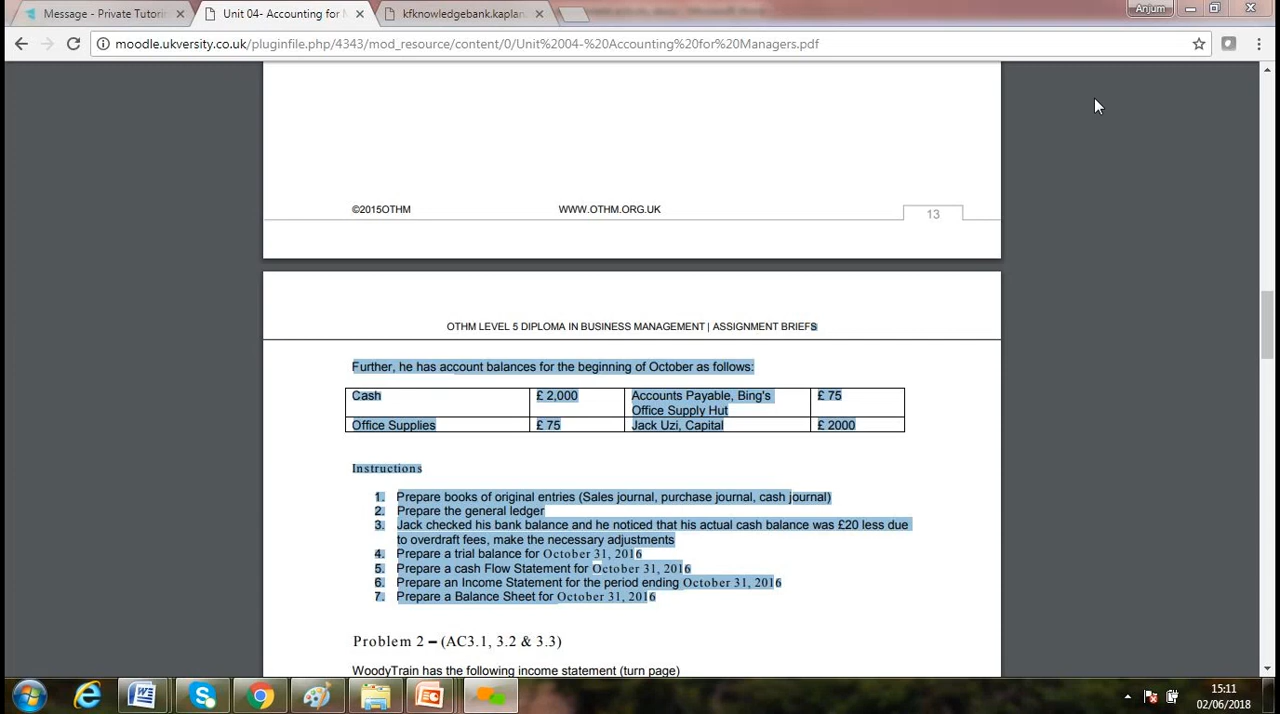 Message - Private Tutorin
Unit 04- Accounting for M
kfknowledgebank.kaplan.
Anjum
moodle.ukversity.co.uk/pluginfile.php/4343/mod_resource/content/0/Unit%2004-%20Accounting%20for%20Managers.pdf
©2015OTHM
WWW.OTHM.ORG.UK
13
OTHM LEVEL 5 DIPLOMA IN BUSINESS MANAGEMENT | ASSIGNMENT BRIEFS
Further, he has account balances for the beginning of October as follows:
Cash £ 2,000 Accounts Payable, Bing's £ 75
Office Supply Hut
Office Supplies £ 75 Jack Uzi, Capital £ 2000
Instructions
1. Prepare books of original entries (Sales journal, purchase journal, cash journal)
2. Prepare the general ledger
3. Jack checked his bank balance and he noticed that his actual cash balance was £20 less due
to overdraft fees, make the necessary adjustments
4. Prepare a trial balance for October 31, 2016
5. Prepare a cash Flow Statement for October 31, 2016
6. Prepare an Income Statement for the period ending October 31, 2016
7. Prepare a Balance Sheet for October 31, 2016
Problem 2 – (AC3.1, 3.2 & 3.3)
WoodyTrain has the following income statement (turn page)
15:11
02/06/2018